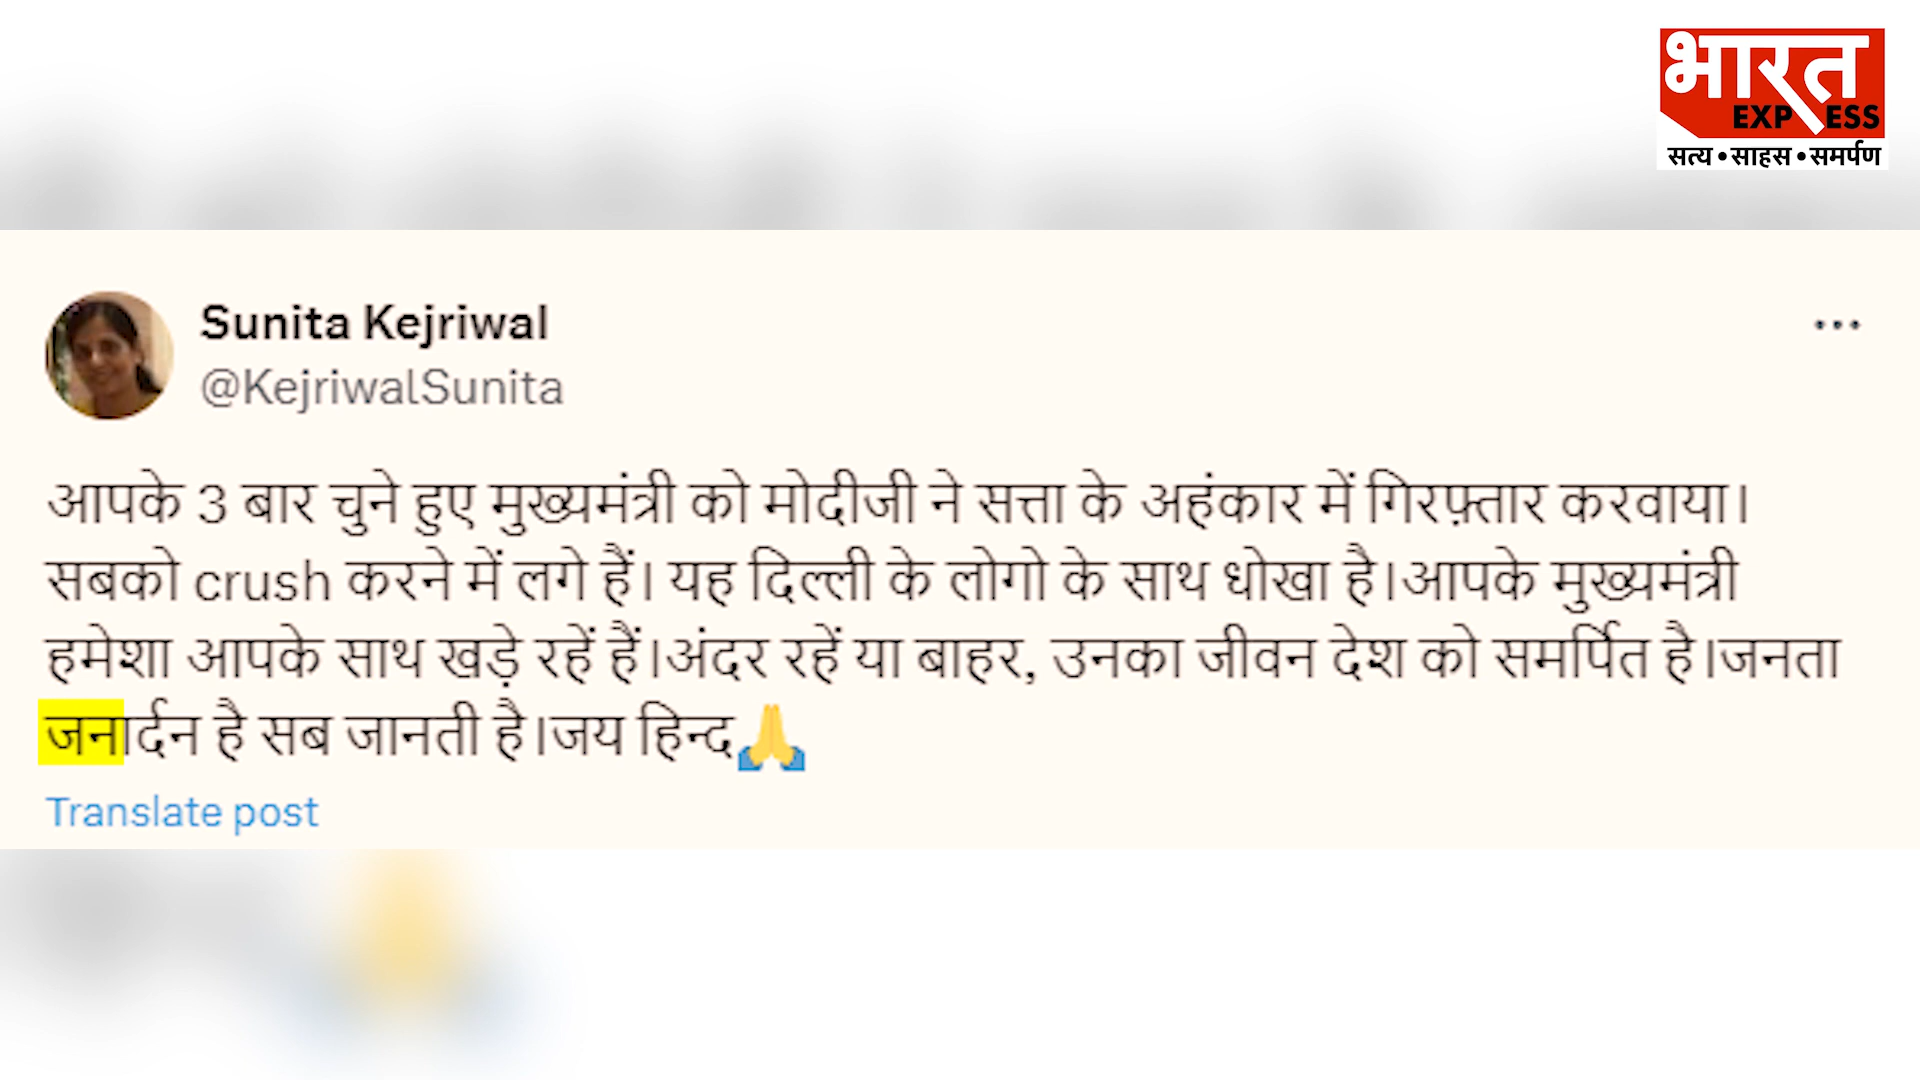 भारत
EXPRESS
सत्य • साहस • समर्पण
Sunita Kejriwal
@KejriwalSunita
आपके 3 बार चुने हुए मुख्यमंत्री को मोदीजी ने सत्ता के अहंकार में गिरफ़्तार करवाया।
सबको crush करने में लगे हैं। यह दिल्ली के लोगो के साथ धोखा है।आपके मुख्यमंत्री
हमेशा आपके साथ खड़े रहें हैं।अंदर रहें या बाहर, उनका जीवन देश को समर्पित है।जनता
जनार्दन है सब जानती है।जय हिन्द🙏
Translate post